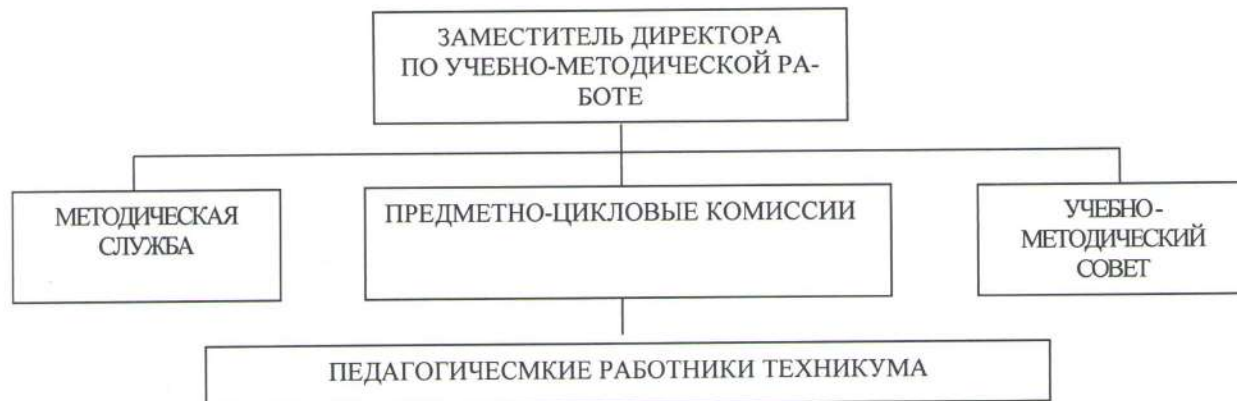 ЗАМЕСТИТЕЛЬ ДИРЕКТОРА
ПО УЧЕБНО-МЕТОДИЧЕСКОЙ РА-
БОТЕ
МЕТОДИЧЕСКАЯ
СЛУЖБА
ПРЕДМЕТНО-ЦИКЛОВЫЕ КОМИССИИ
УЧЕБНО-
МЕТОДИЧЕСКИЙ
СОВЕТ
ПЕДАГОГИЧЕСМКИЕ РАБОТНИКИ ТЕХНИКУМА